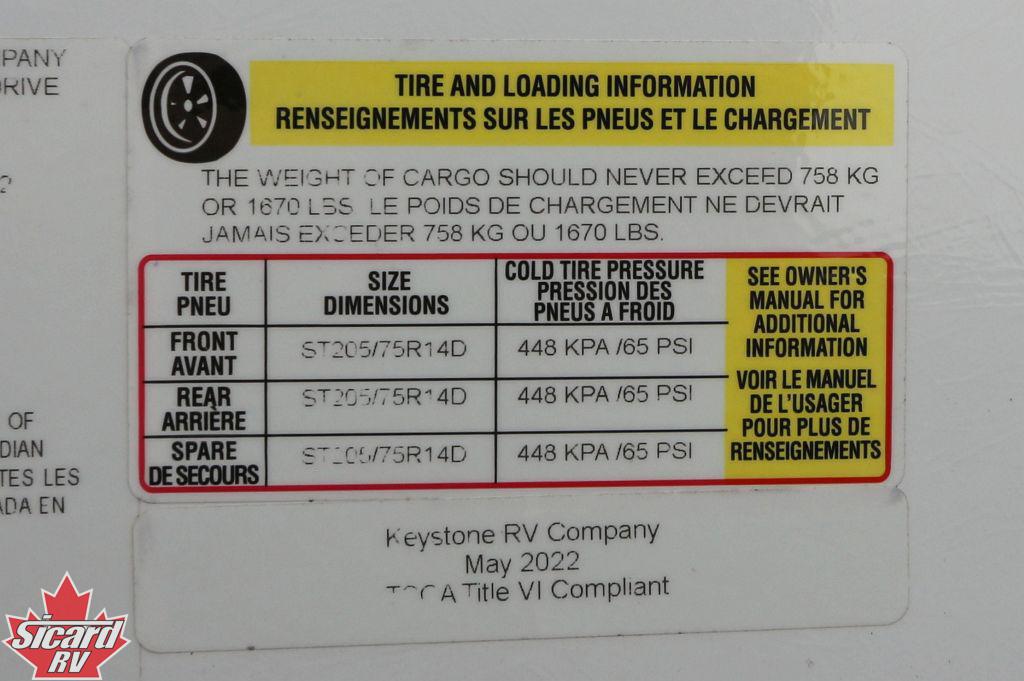 PANY
DRIVE
TIRE AND LOADING INFORMATION
RENSEIGNEMENTS SUR LES PNEUS ET LE CHARGEMENT
THE WEIGHT OF CARGO SHOULD NEVER EXCEED 758 KG
OR 1670 LBS LE POIDS DE CHARGEMENT NE DEVRAIT
JAMAIS EXCEDER 758 KG OU 1670 LBS.
TIRE
PNEU
SIZE
DIMENSIONS
COLD TIRE PRESSURE
PRESSION DES
PNEUS A FROID
SEE OWNER'S
MANUAL FOR
ADDITIONAL
INFORMATION
VOIR LE MANUEL
DE L'USAGER
POUR PLUS DE
RENSEIGNEMENTS
FRONT
AVANT
ST205/75R14D
448 KPA /65 PSI
REAR
ARRIÈRE
ST205/75R14D
448 KPA /65 PSI
SPARE
DE SECOURS
ST205/75R14D
448 KPA /65 PSI
OF
DIAN
TES LES
ADA EN
Keystone RV Company
May 2022
Title VI Compliant
Sicard
RV